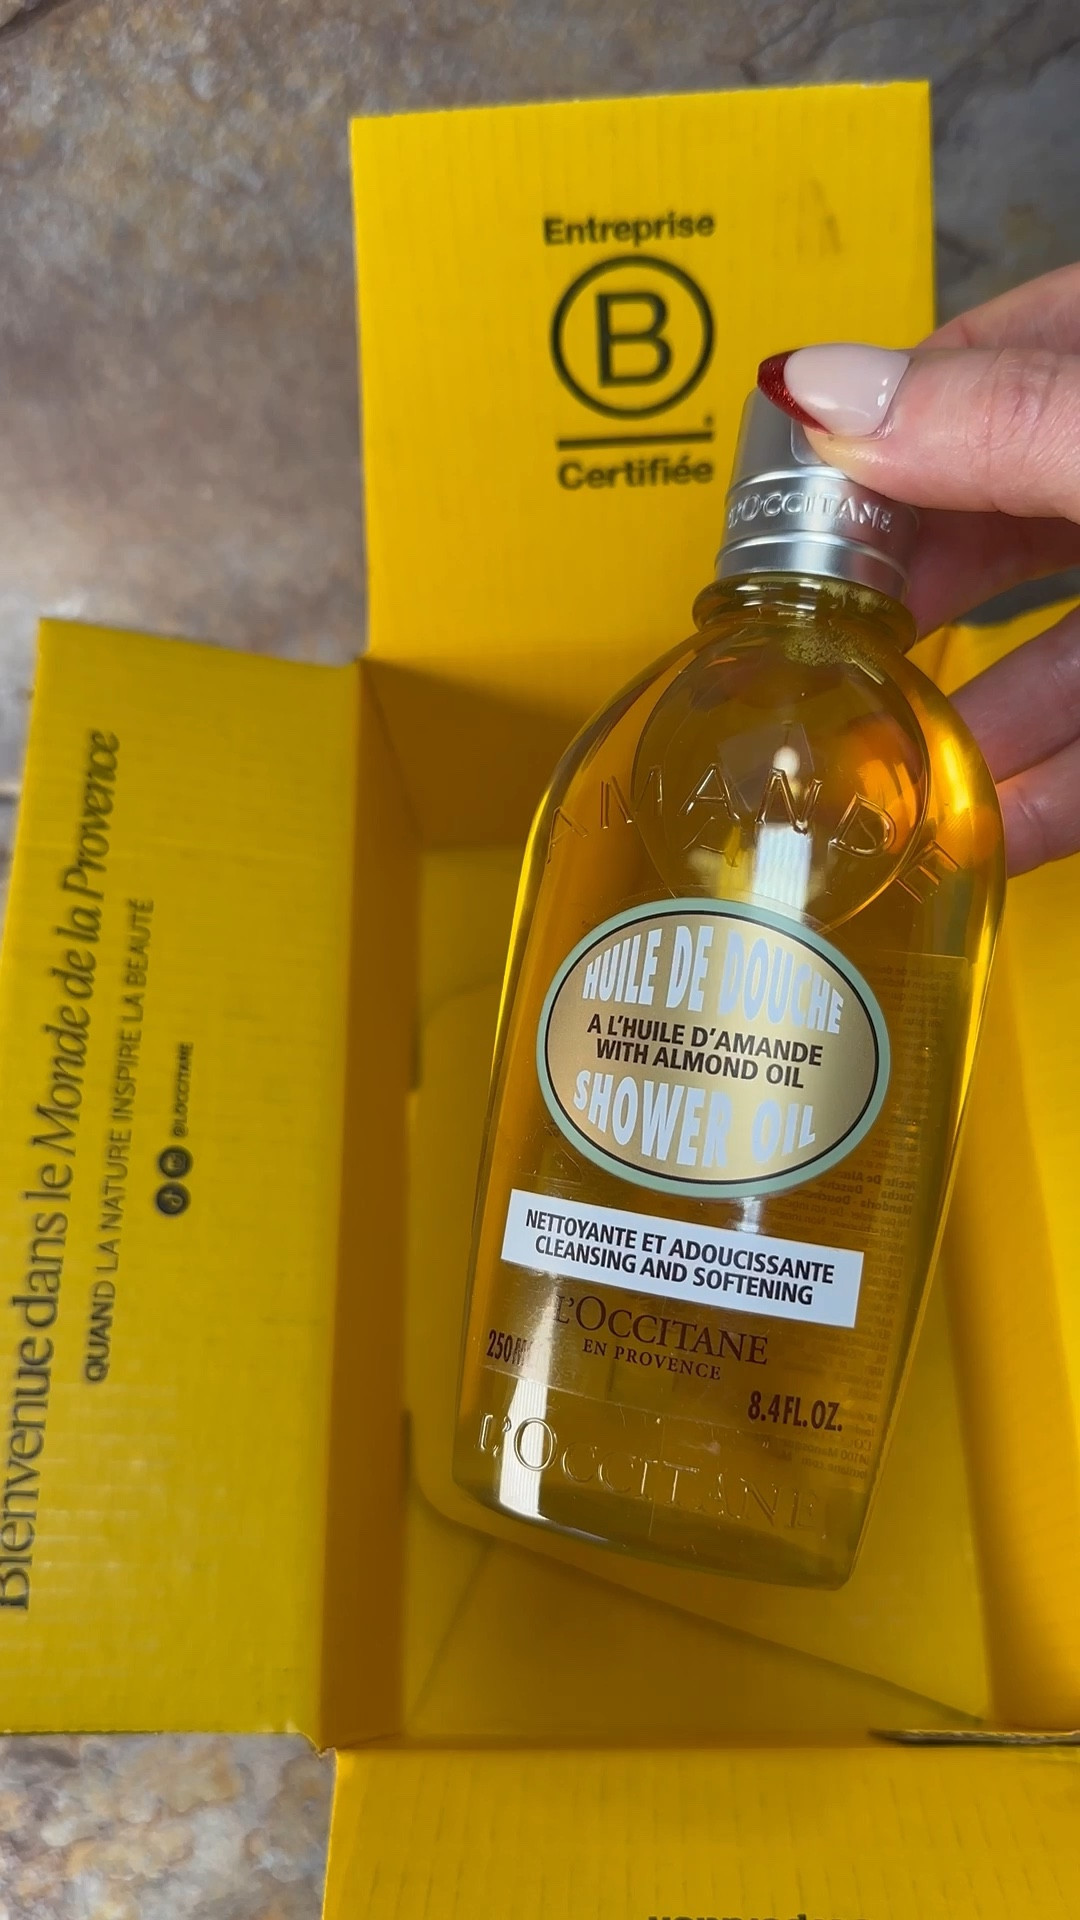 Entreprise
B
Certifiée
Bienvenue dans le Monde de la Provence
QUAND LA NATURE INSPIRE LA BEAUTÉ
@LOCCITANE
L'OCCITANE
AMANDE
HUILE DE DOUCHE
A L'HUILE D'AMANDE
WITH ALMOND OIL
SHOWER OIL
NETTOYANTE ET ADOUCISSANTE
CLEANSING AND SOFTENING
L'OCCITANE
EN PROVENCE
250 ml
8.4 FL. OZ.
L'OCCITANE